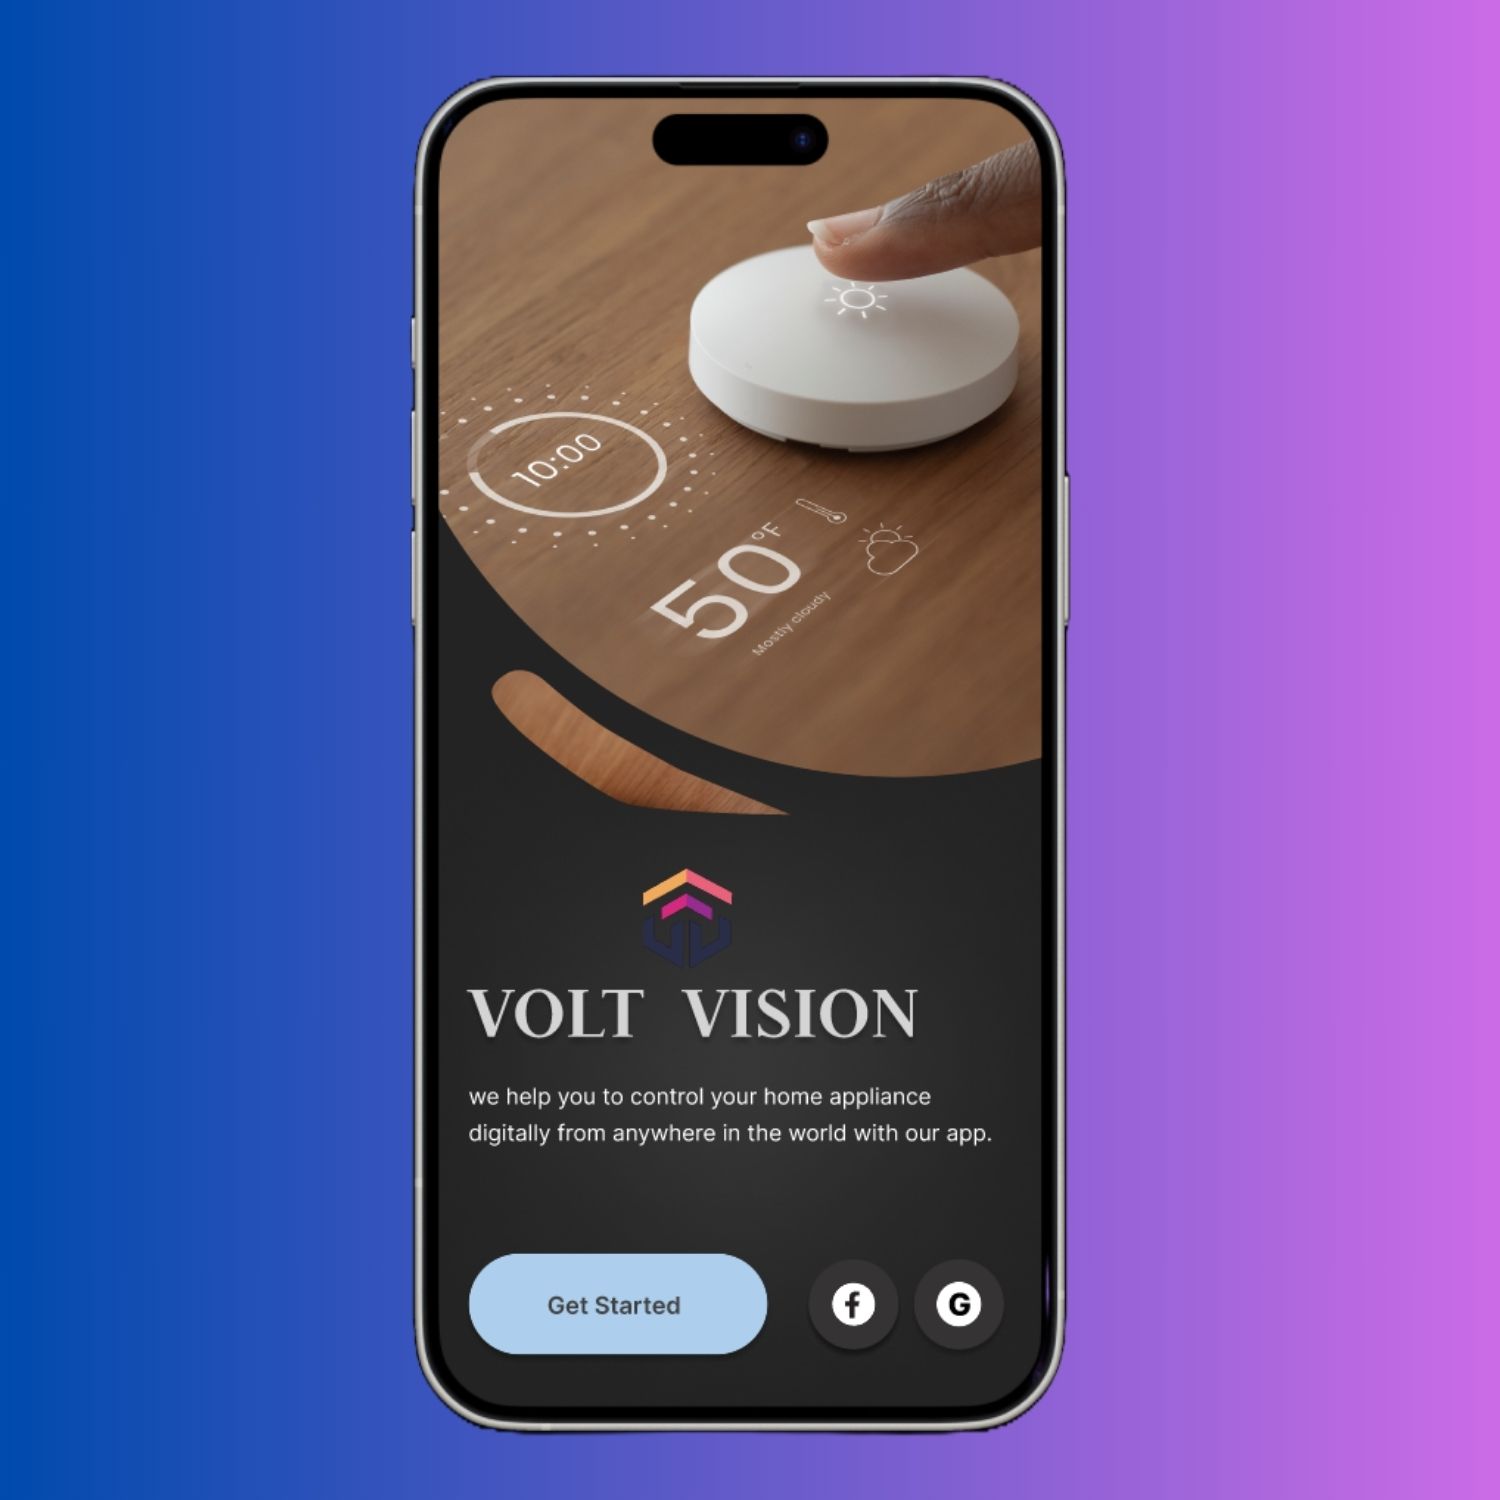 10:00
50°F
Mostly cloudy
VOLT VISION
we help you to control your home appliance
digitally from anywhere in the world with our app.
Get Started
f
G